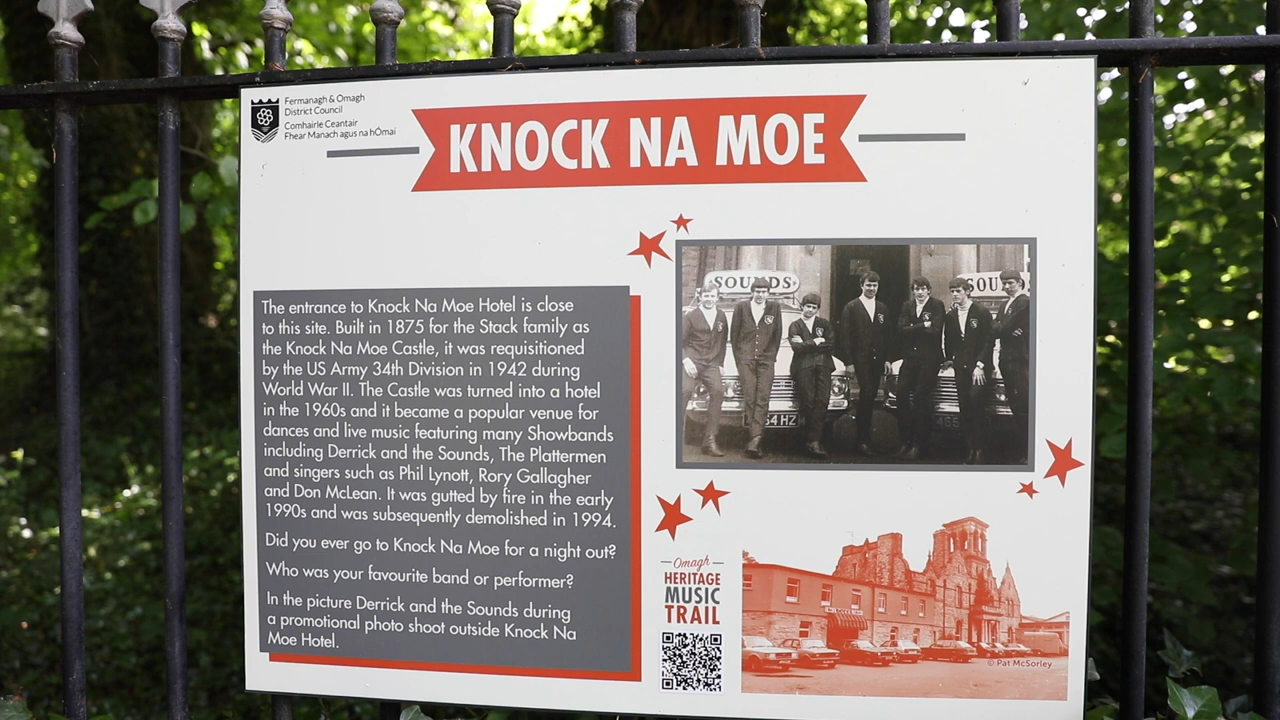 Fermanagh & Omagh
District Council
Comhairle Ceantair
Fhear Manach agus na hÓmaí
KNOCK NA MOE
The entrance to Knock Na Moe Hotel is close
to this site. Built in 1875 for the Stack family as
the Knock Na Moe Castle, it was requisitioned
by the US Army 34th Division in 1942 during
World War II. The Castle was turned into a hotel
in the 1960s and it became a popular venue for
dances and live music featuring many Showbands
including Derrick and the Sounds, The Plattermen
and singers such as Phil Lynott, Rory Gallagher
and Don McLean. It was gutted by fire in the early
1990s and was subsequently demolished in 1994.
Did you ever go to Knock Na Moe for a night out?
Who was your favourite band or performer?
In the picture Derrick and the Sounds during
a promotional photo shoot outside Knock Na
Moe Hotel.
SOUNDS
Omagh
HERITAGE
MUSIC
TRAIL
© Pat McSorley